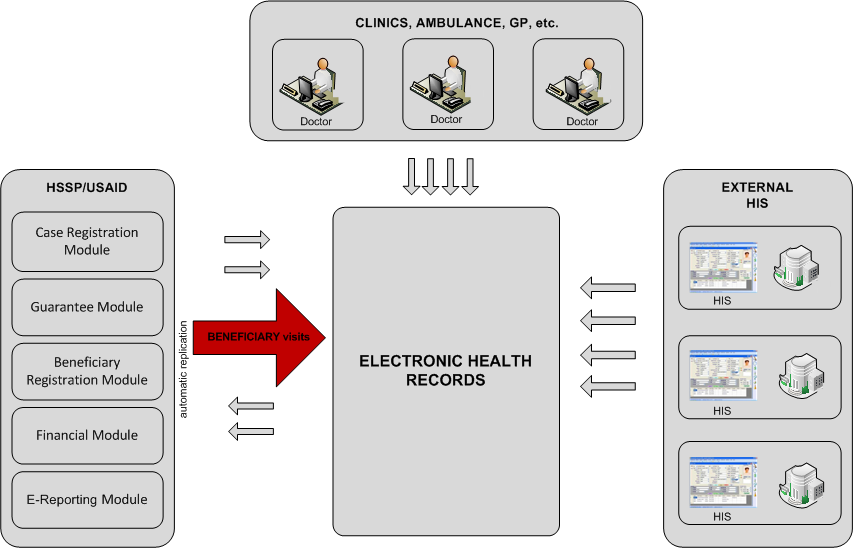 CLINICS, AMBULANCE, GP, etc.
Doctor
Doctor
Doctor
HSSP/USAID
Case Registration
Module
Guarantee Module
Beneficiary
Registration Module
Financial Module
E-Reporting Module
automatic replication
BENEFICIARY visits
ELECTRONIC HEALTH
RECORDS
EXTERNAL
HIS
HIS
HIS
HIS